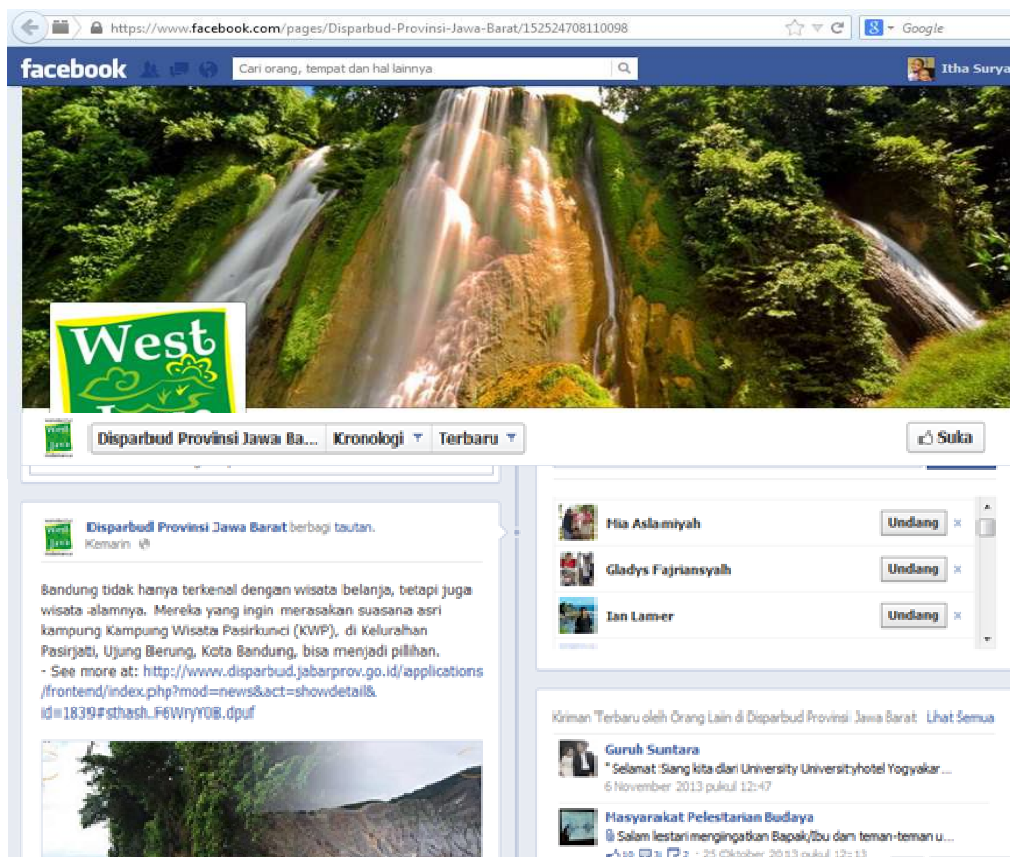 https://www.facebook.com/pages/Disparbud-Provinsi-Jawa-Barat/152524708110098
Google
facebook
Cari orang, tempat dan hal lainnya
Itha Surya
West
Disparbud Provinsi Jawa Ba...
Kronologi
Terbaru
Suka
Disparbud Provinsi Jawa Barat berbagi tautan.
Kemarin
Bandung tidak hanya terkenal dengan wisata belanja, tetapi juga
wisata alamnya. Mereka yang ingin merasakan suasana asri
kampung Kampung Wisata Pasirkunci (KWP), di Kelurahan
Pasirjati, Ujung Berung, Kota Bandung, bisa menjadi pilihan.
- See more at: http://www.disparbud.jabarprov.go.id/applications
/frontend/index.php?mod=news&act=showdetail&
id=1839#sthash.F6WryY0B.dpuf
Mia Aslamiyah
Undang
Gladys Fajriansyah
Undang
Ian Lamer
Undang
Kiriman Terbaru oleh Orang Lain di Disparbud Provinsi Jawa Barat
Lihat Semua
Guruh Suntara
" Selamat Siang kita dari University Universityhotel Yogyakar...
6 November 2013 pukul 12:47
Masyarakat Pelestarian Budaya
Salam lestari mengingatkan Bapak/Ibu dam teman-teman u...
25 Oktober 2013 pukul 12:13